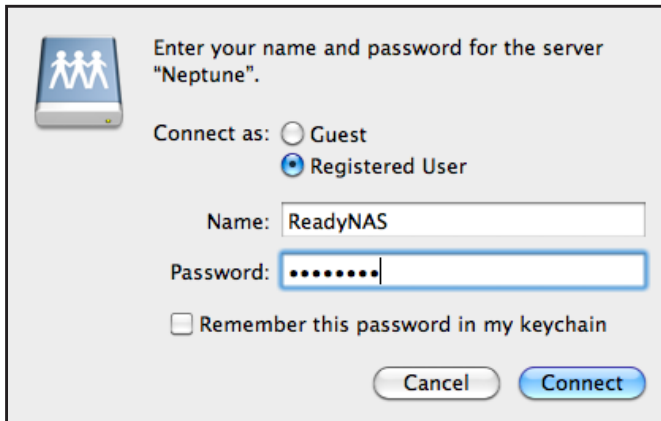 Enter your name and password for the server
“Neptune”.
Connect as: Guest
Registered User
Name: ReadyNAS
Password: ••••••••
Remember this password in my keychain
Cancel Connect